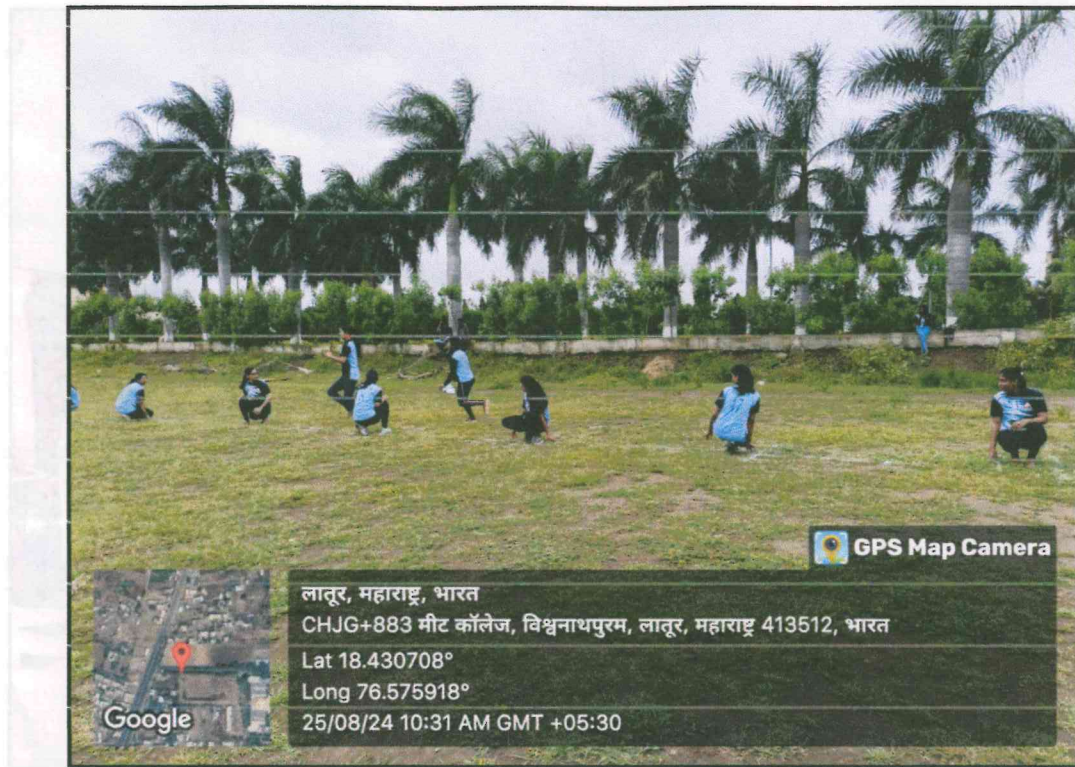 GPS Map Camera
लातूर, महाराष्ट्र, भारत
CHJG+883 मीट कॉलेज, विश्वनाथपुरम, लातूर, महाराष्ट्र 413512, भारत
Lat 18.430708°
Long 76.575918°
25/08/24 10:31 AM GMT +05:30
Google